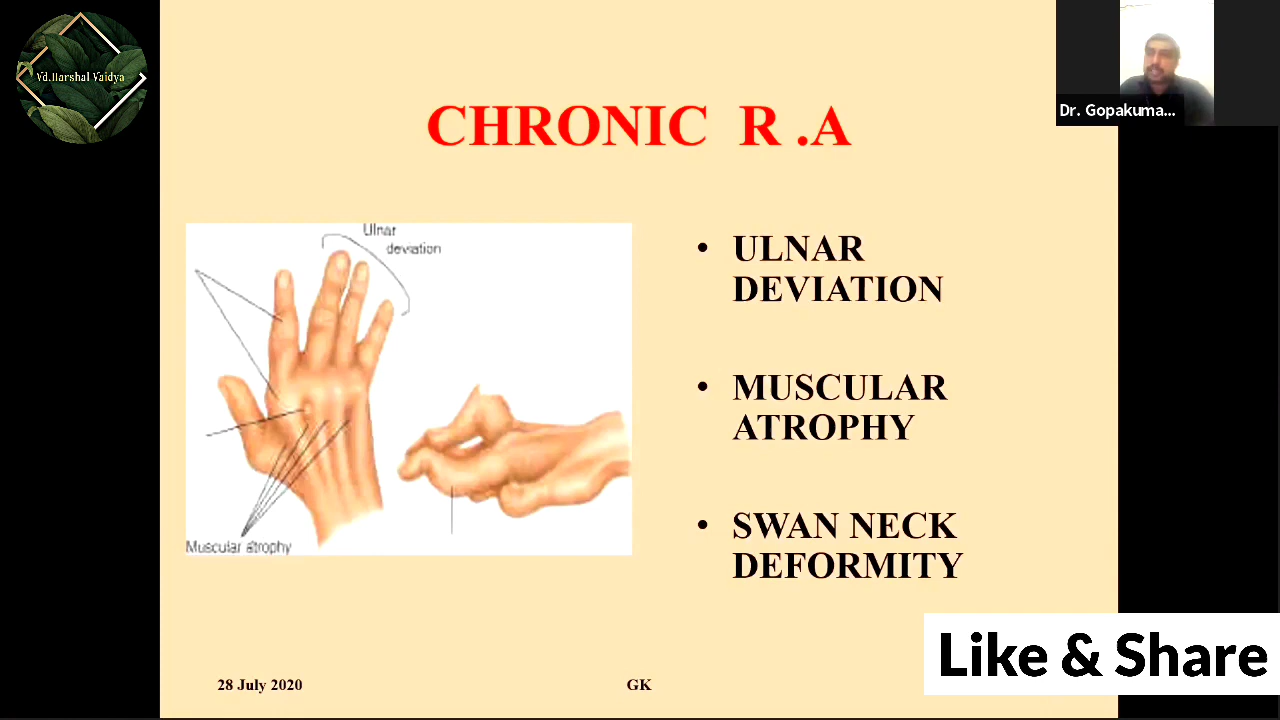 Vd.Harshal Vaidya
Dr. Gopakuma...
CHRONIC R .A
Ulnar
deviation
Muscular atrophy
• ULNAR
DEVIATION
• MUSCULAR
ATROPHY
• SWAN NECK
DEFORMITY
Like & Share
28 July 2020
GK